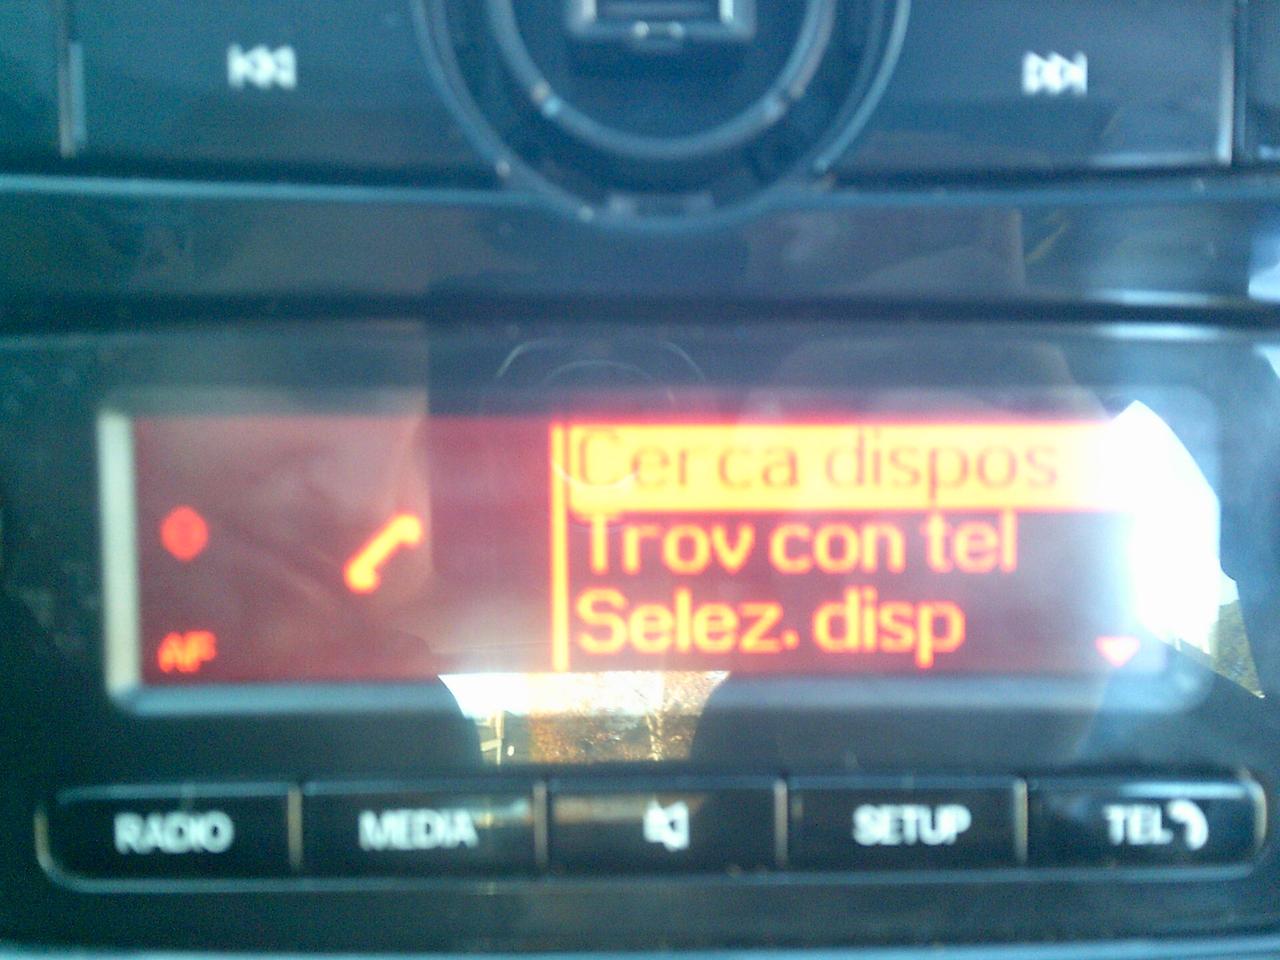 Cerca dispos
Trov con tel
Selez. disp
AF
RADIO
MEDIA
SETUP
TEL